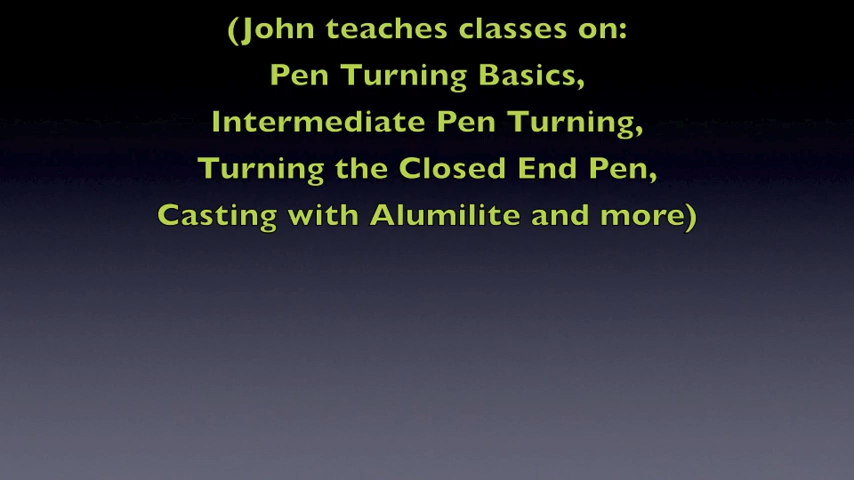 (John teaches classes on:
Pen Turning Basics,
Intermediate Pen Turning,
Turning the Closed End Pen,
Casting with Alumilite and more)